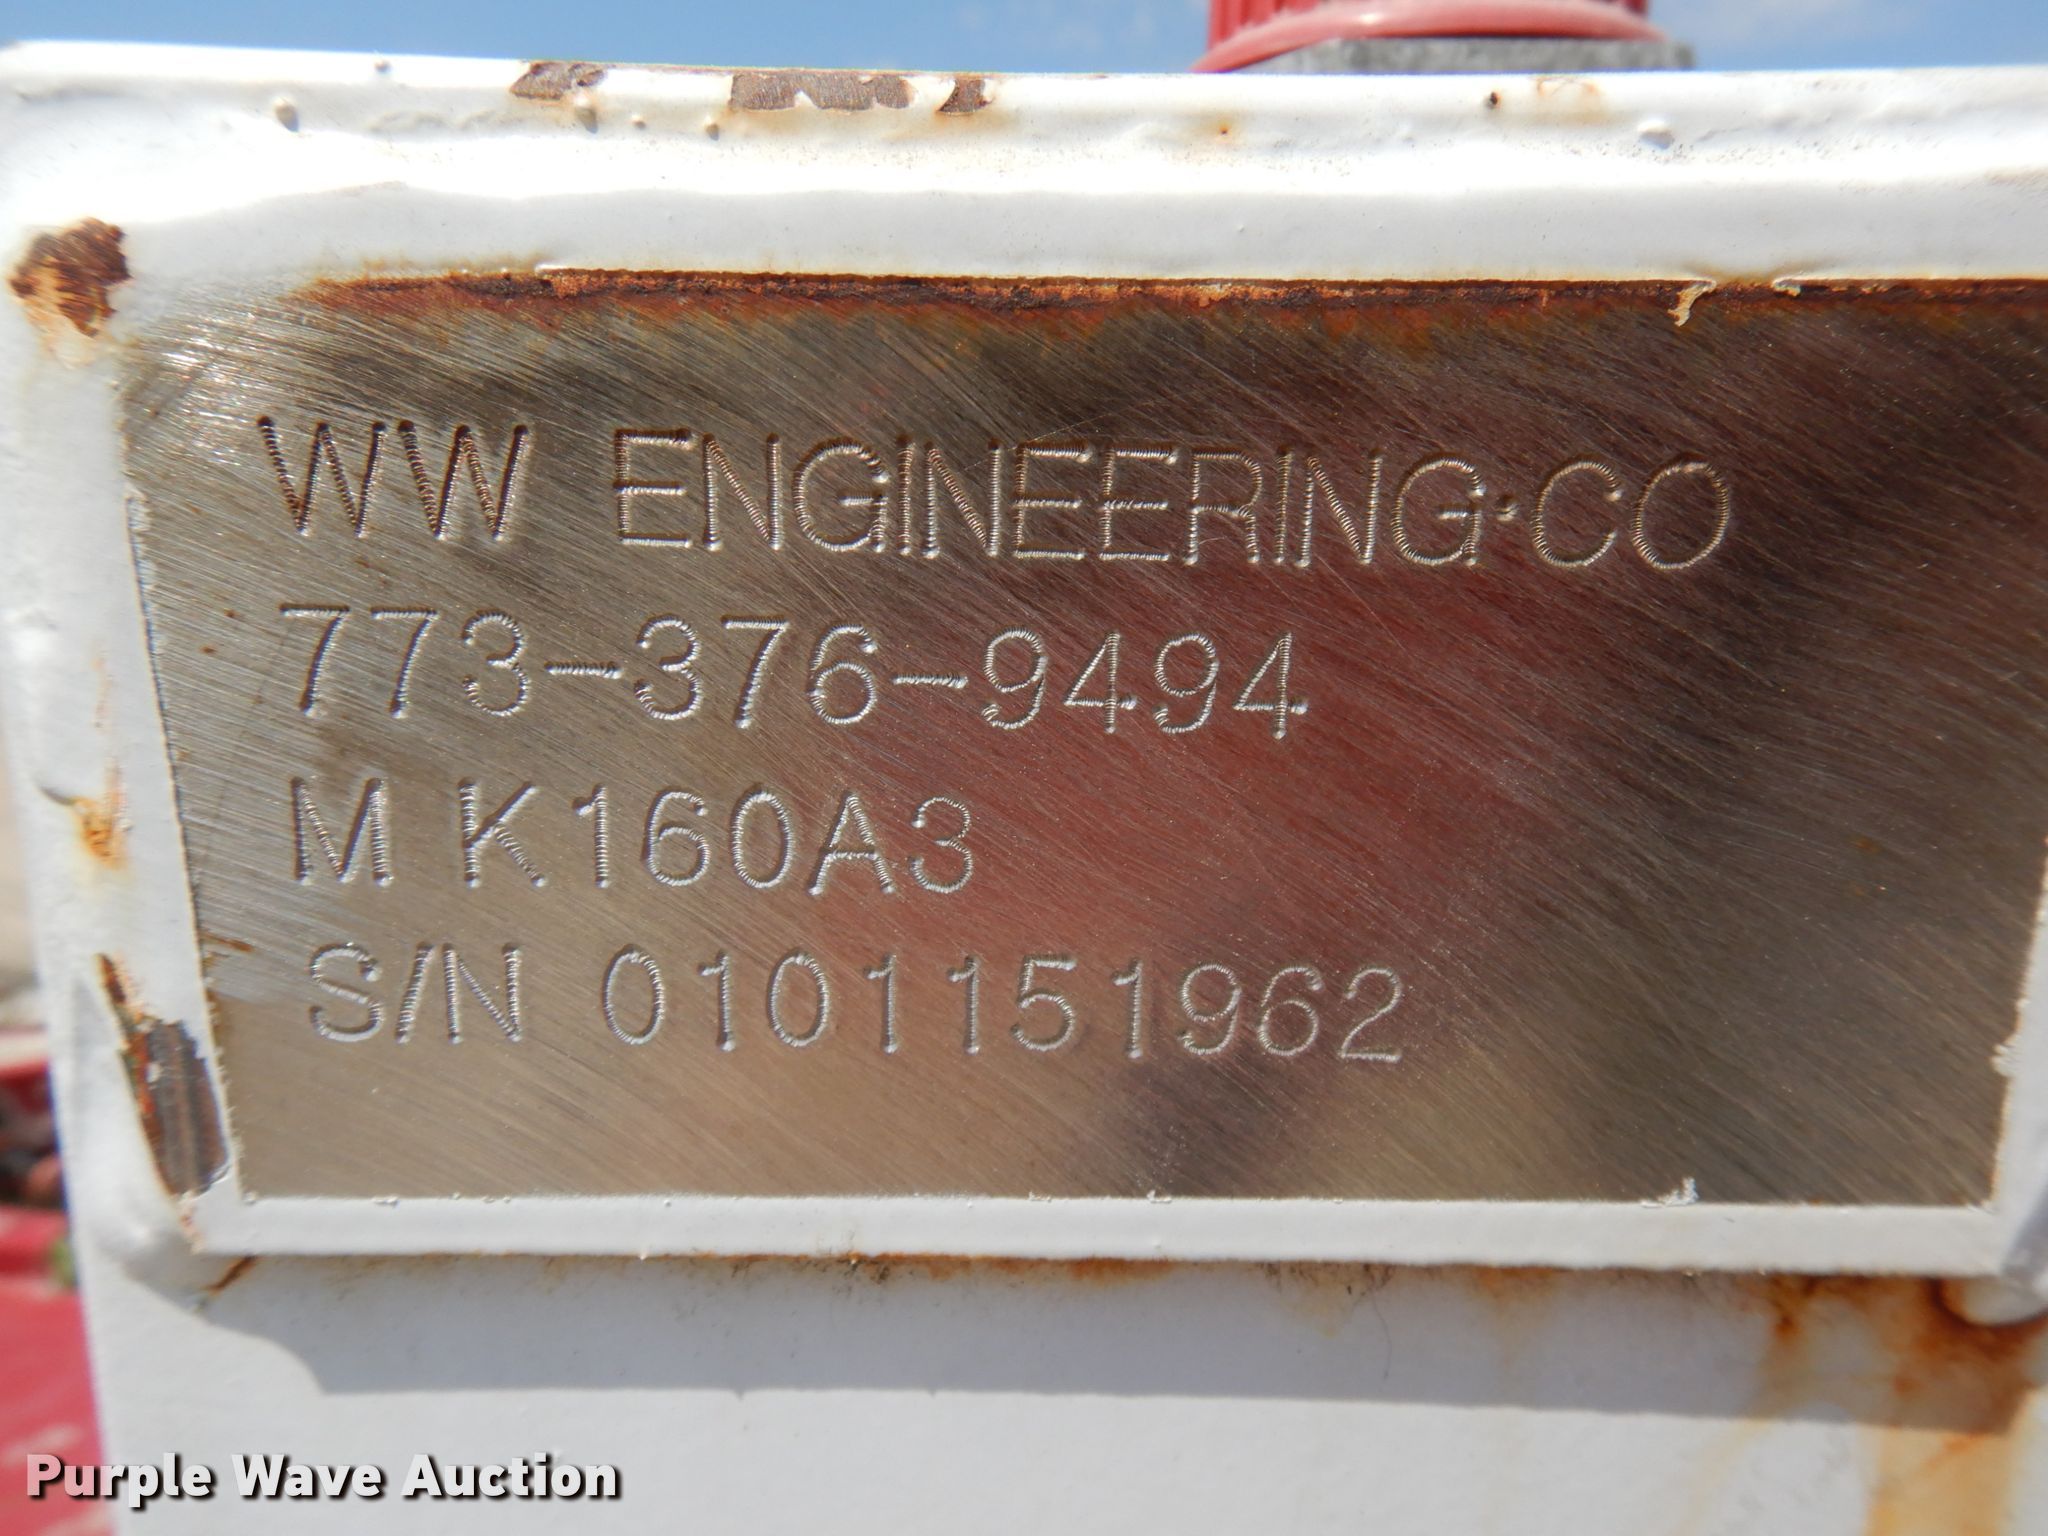 WW ENGINEERING·CO
773-376-9494
M K160A3
S/N 0101151962
Purple Wave Auction